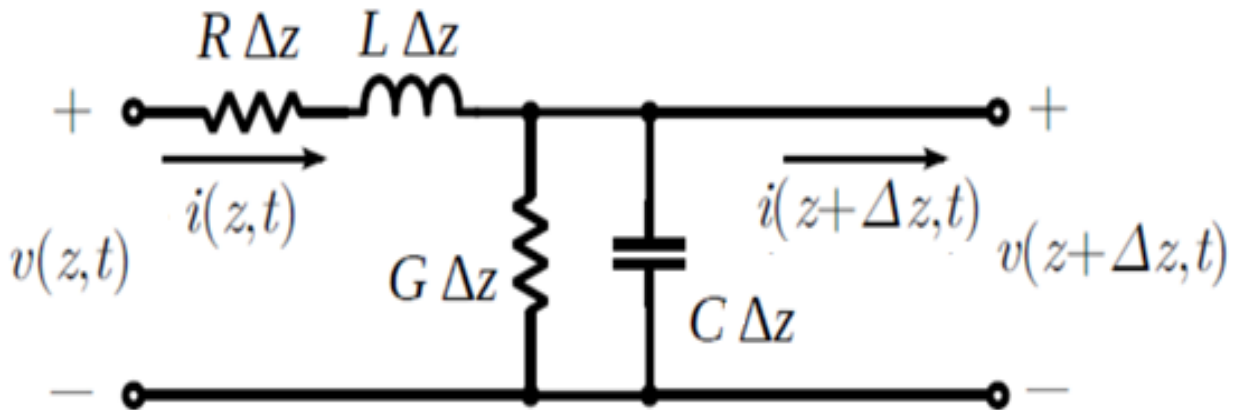 R Δz L Δz
+ +
i(z,t) i(z+Δz,t)
v(z,t) v(z+Δz,t)
G Δz
C Δz
− −